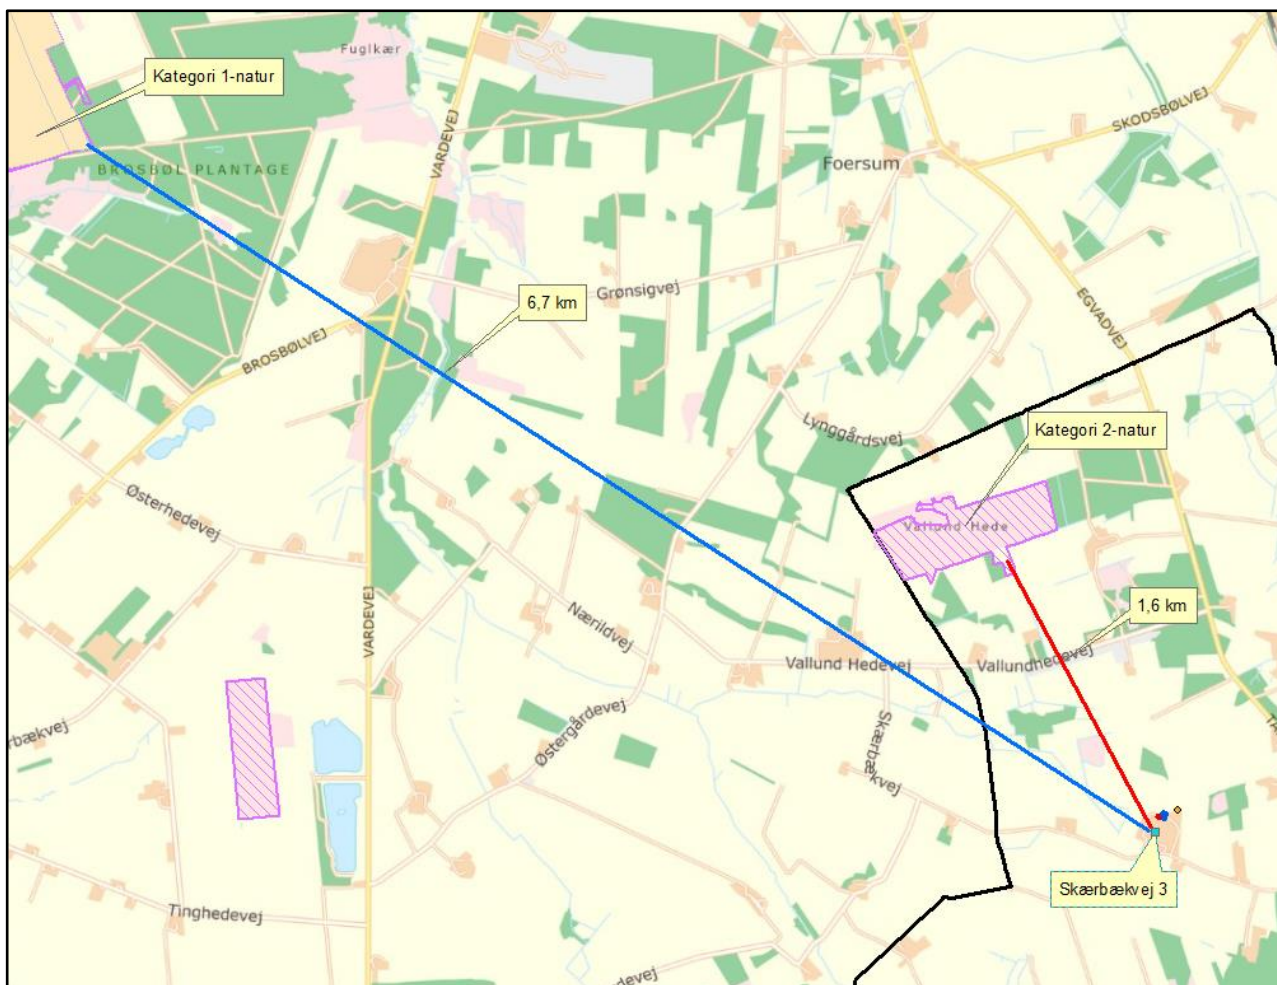 Fuglkær
Kategori 1-natur
SKODSBØLVEJ
VARDEVEJ
BROSBØL PLANTAGE
Foersum
Grønsigvej
6,7 km
EGVADVEJ
BROSBØLVEJ
Lynggårdsvej
Kategori 2-natur
Østerhedevej
Vallund Hede
Nærildvej
1,6 km
VARDEVEJ
Vallund Hedevej
Vallundhedevej
Østergårdevej
Skærbækvej
rbækvej
Skærbækvej 3
Tinghedevej
devej